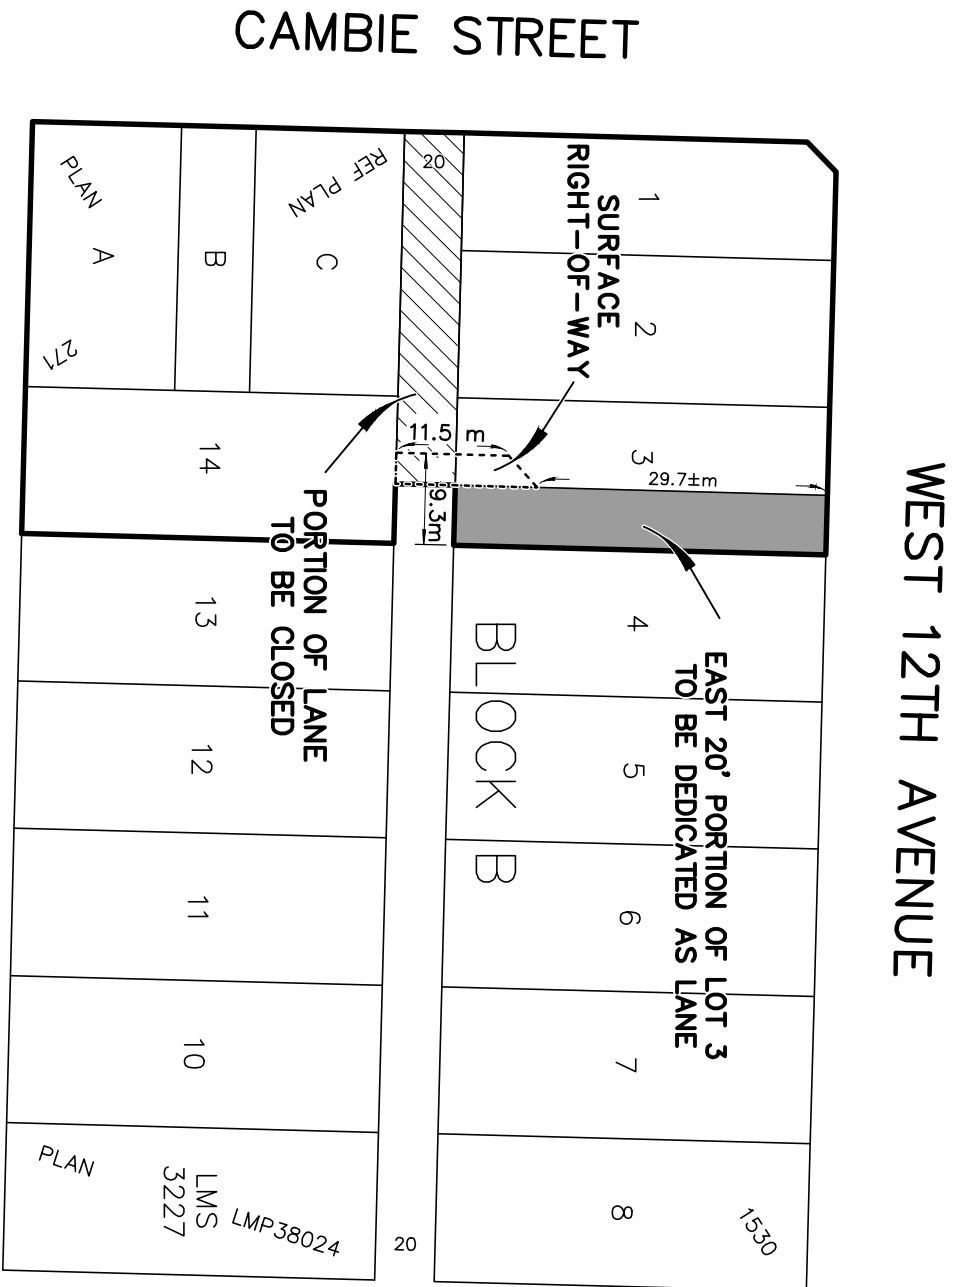 CAMBIE STREET
WEST 12TH AVENUE
PLAN
A
271
B
REF PLAN
C
20
1
SURFACE
RIGHT-OF-WAY
2
3
11.5 m
29.7±m
9.3m
14
PORTION OF LANE
TO BE CLOSED
EAST 20' PORTION OF LOT 3
TO BE DEDICATED AS LANE
BLOCK B
13
12
11
10
4
5
6
7
8
PLAN
LMS
3227
LMP38024
20
1530